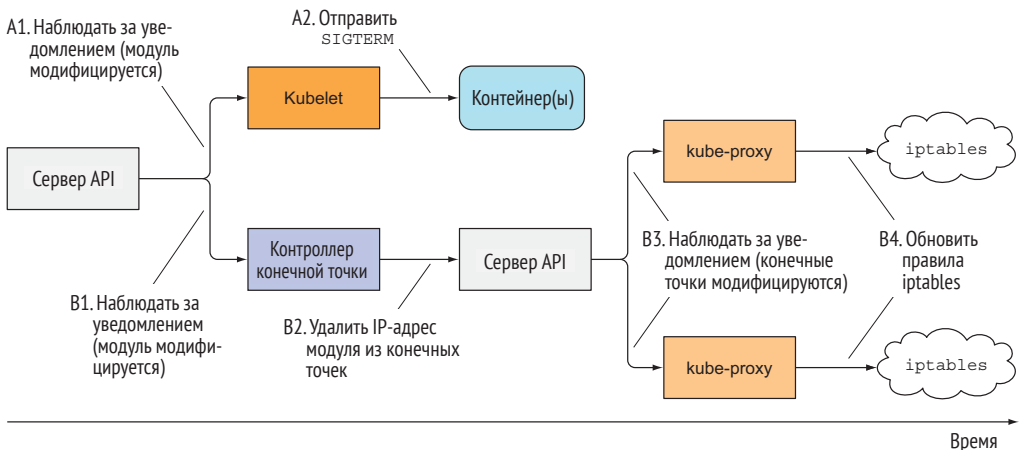 A1. Наблюдать за уве-
домлением (модуль
модифицируется)
A2. Отправить
SIGTERM
Kubelet
Контейнер(ы)
Сервер API
kube-proxy
iptables
Контроллер
конечной точки
Сервер API
B1. Наблюдать за
уведомлением
(модуль модифи-
цируется)
B2. Удалить IP-адрес
модуля из конечных
точек
B3. Наблюдать за уве-
домлением (конечные
точки модифицируются)
B4. Обновить
правила
iptables
kube-proxy
iptables
Время